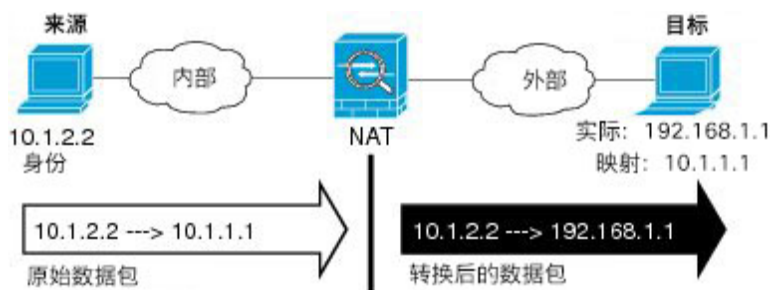 来源
目标
内部
外部
10.1.2.2
身份
NAT
实际: 192.168.1.1
映射: 10.1.1.1
10.1.2.2 ---> 10.1.1.1
10.1.2.2 ---> 192.168.1.1
原始数据包
转换后的数据包